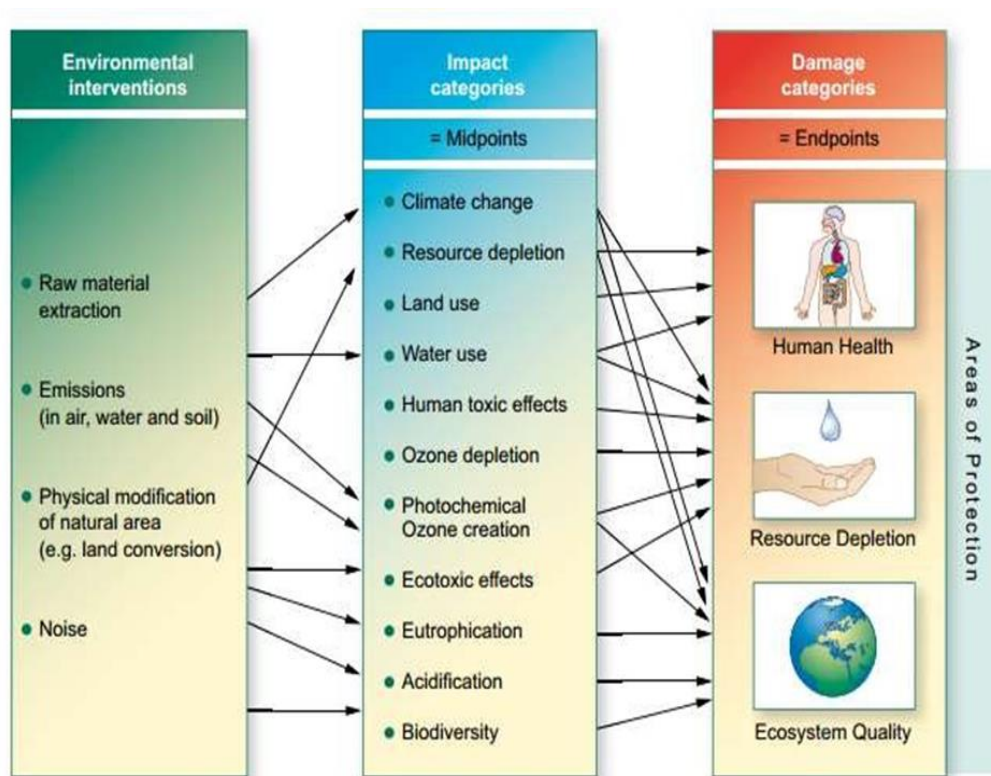 Environmental
interventions
• Raw material
extraction
• Emissions
(in air, water and soil)
• Physical modification
of natural area
(e.g. land conversion)
• Noise
Impact
categories
= Midpoints
• Climate change
• Resource depletion
• Land use
• Water use
• Human toxic effects
• Ozone depletion
• Photochemical
Ozone creation
• Ecotoxic effects
• Eutrophication
• Acidification
• Biodiversity
Damage
categories
= Endpoints
Human Health
Resource Depletion
Ecosystem Quality
Areas of Protection